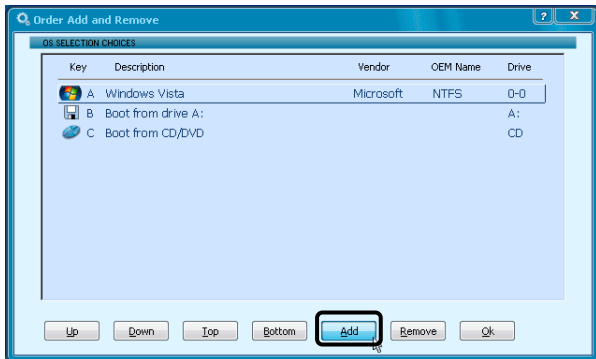 Order Add and Remove ? X
OS SELECTION CHOICES
Key Description Vendor OEM Name Drive
A Windows Vista Microsoft NTFS 0-0
B Boot from drive A: A:
C Boot from CD/DVD CD
Up Down Top Bottom Add Remove Ok